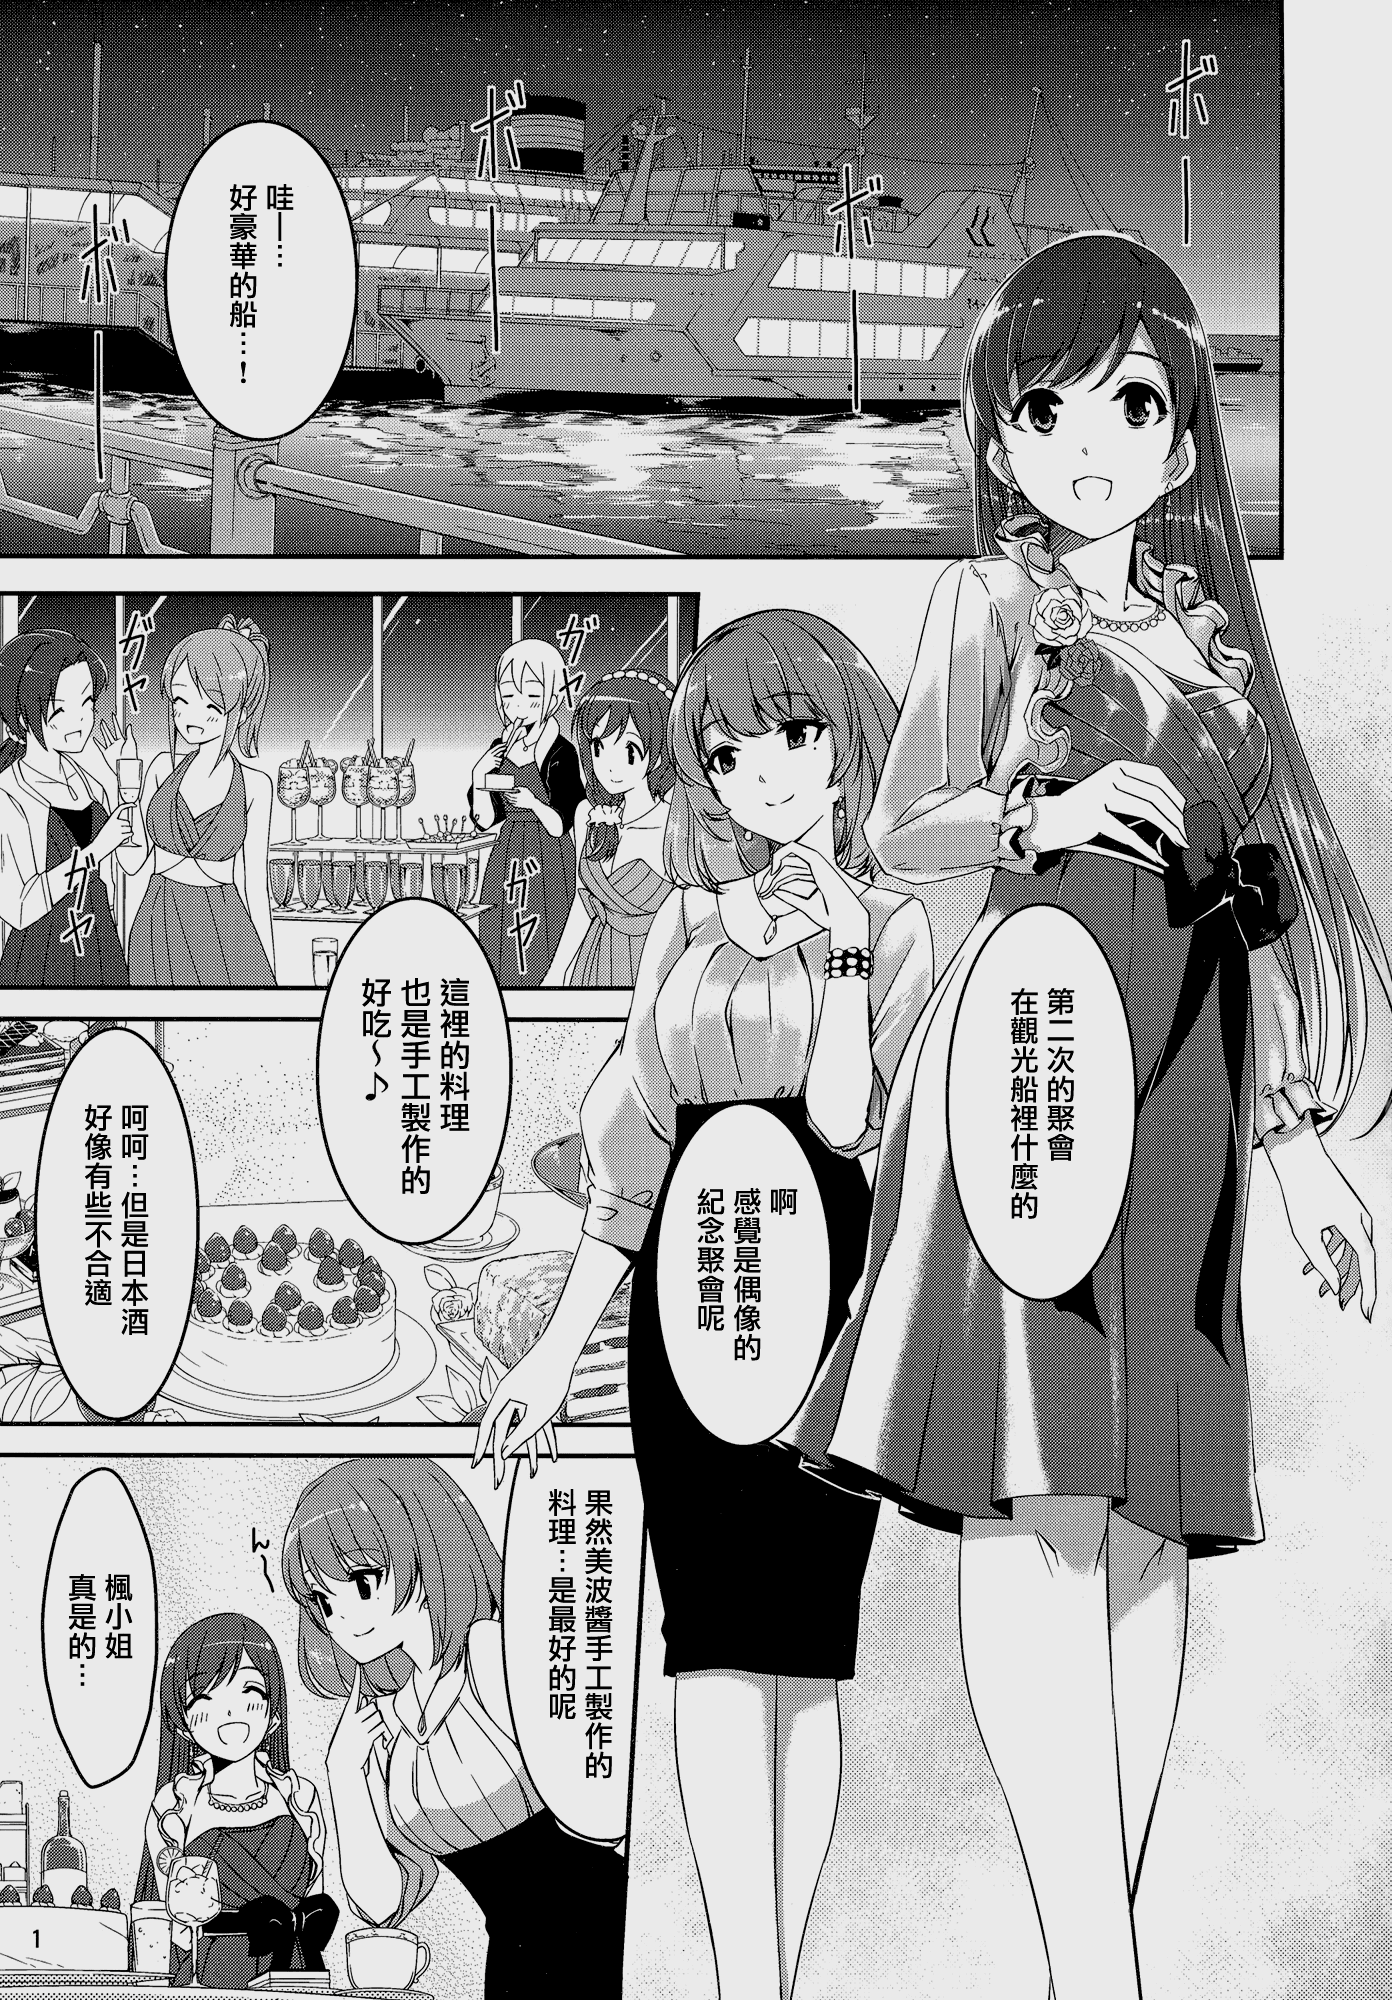 ボ―
ボ―
ボ―
ボ―
哇―…
好豪華的船…！
第二次的聚會
在觀光船裡什麼的
啊
感覺是偶像的
紀念聚會呢
ガヤ
ガヤ
ガヤ
ガヤ
這裡的料理
也是手工製作的
好吃～♪
呵呵…但是日本酒
好像有些不合適
果然美波醬手工製作的
料理…是最好的呢
ん～
楓小姐
真是的…
1